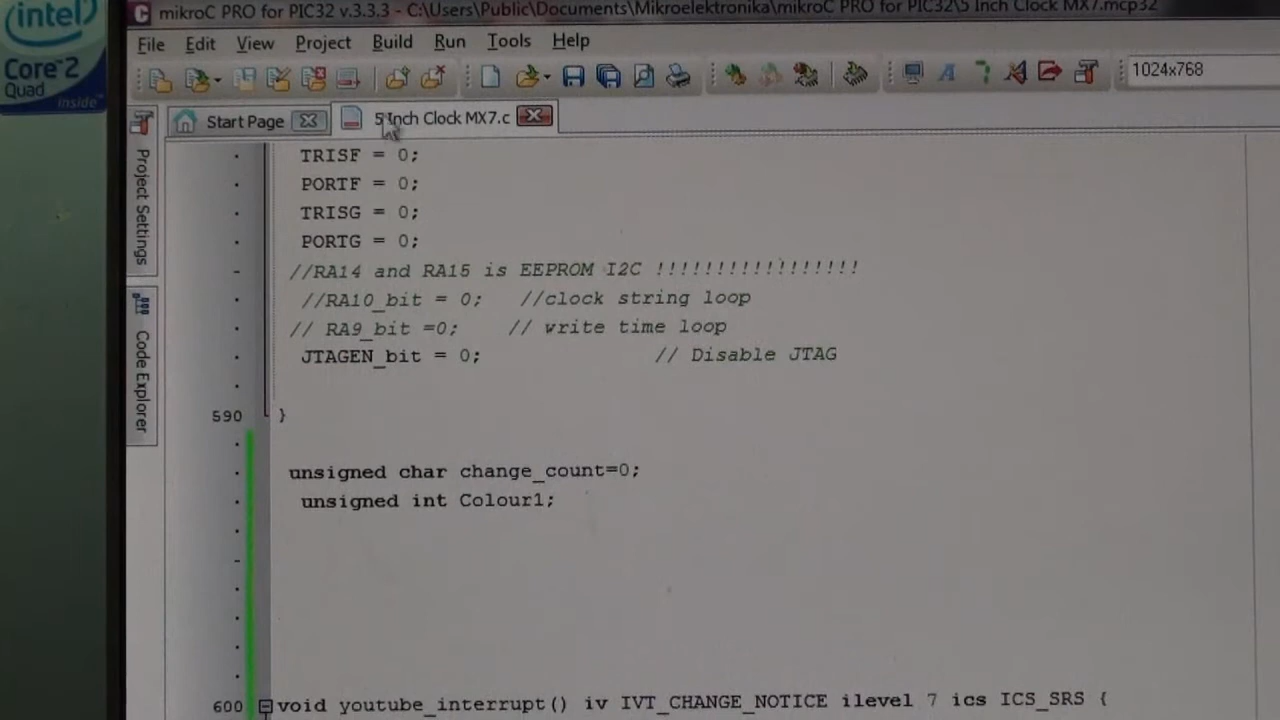 intel
Core™2
Quad
inside™
mikroC PRO for PIC32 v.3.3.3 - C:\Users\Public\Documents\Mikroelektronika\mikroC PRO for PIC32\5 Inch Clock MX7.mcp32
File Edit View Project Build Run Tools Help
1024x768
Start Page 5 Inch Clock MX7.c
Project Settings
Code Explorer
TRISF = 0;
PORTF = 0;
TRISG = 0;
PORTG = 0;
//RA14 and RA15 is EEPROM I2C !!!!!!!!!!!!!!!!!
//RA10_bit = 0; //clock string loop
// RA9_bit =0; // write time loop
JTAGEN_bit = 0; // Disable JTAG
590 }
unsigned char change_count=0;
unsigned int Colour1;
600 void youtube_interrupt() iv IVT_CHANGE_NOTICE ilevel 7 ics ICS_SRS {